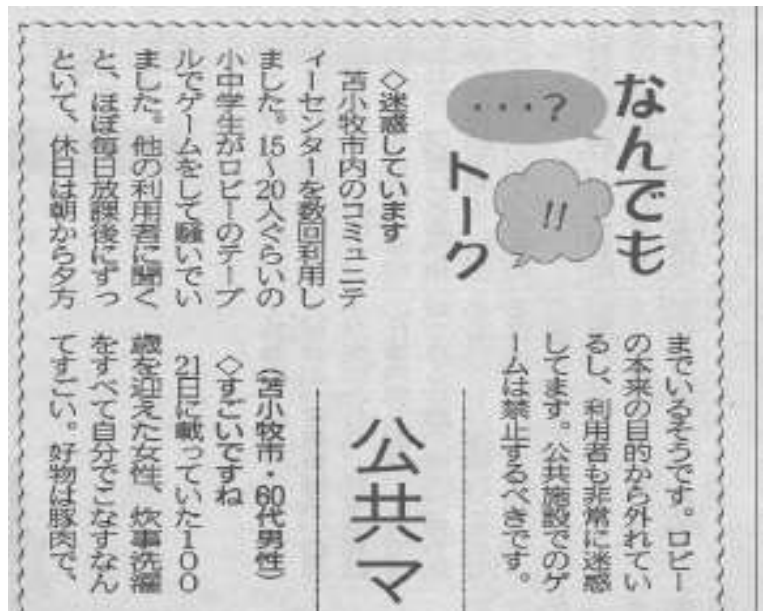 なんでも
トーク
・・・?
!!
◇迷惑しています
苫小牧市内のコミュニテ
ィーセンターを数回利用し
ました。15~20人ぐらいの
小中学生がロビーのテーブ
ルでゲームをして騒いでい
ました。他の利用者に聞く
と、ほぼ毎日放課後にずっ
といて、休日は朝から夕方
までいるそうです。ロビー
の本来の目的から外れてい
るし、利用者も非常に迷惑
してます。公共施設でのゲ
ームは禁止するべきです。
公共マ
(苫小牧市・60代男性)
◇すごいですね
21日に載っていた100
歳を迎えた女性、炊事洗濯
をすべて自分でこなすなん
てすごい。好物は豚肉で、